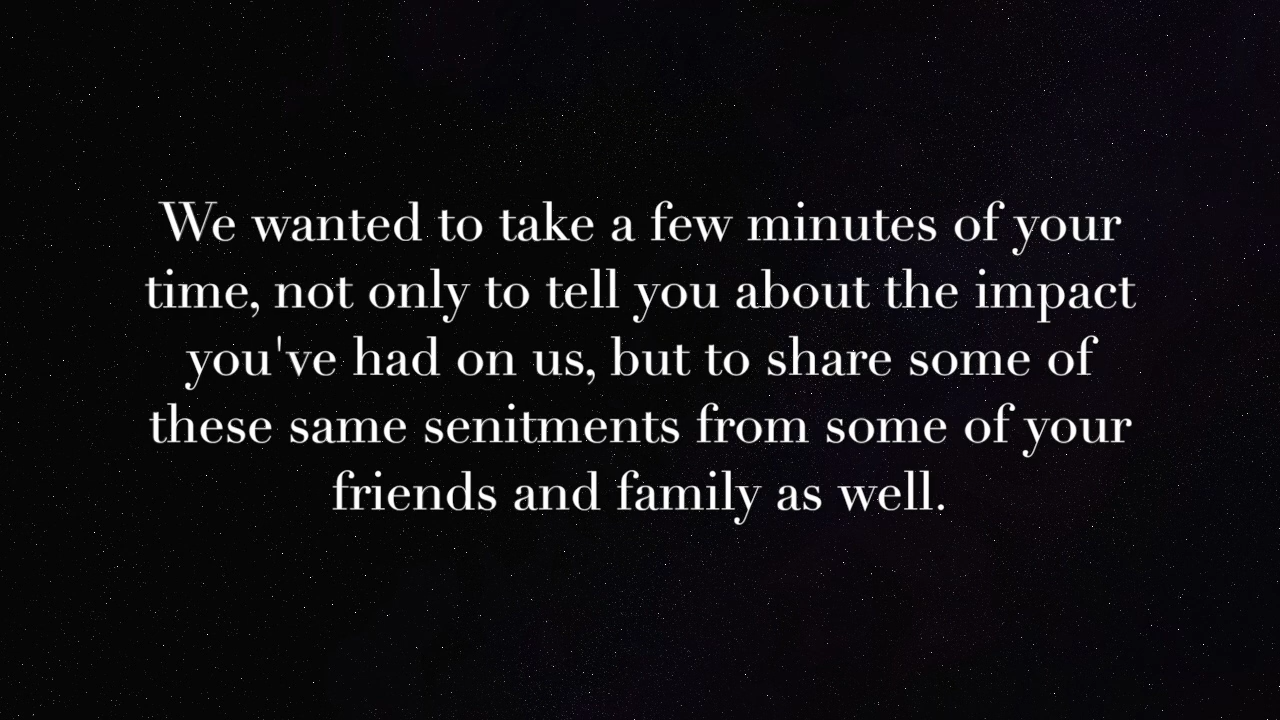 We wanted to take a few minutes of your
time, not only to tell you about the impact
you've had on us, but to share some of
these same senitments from some of your
friends and family as well.